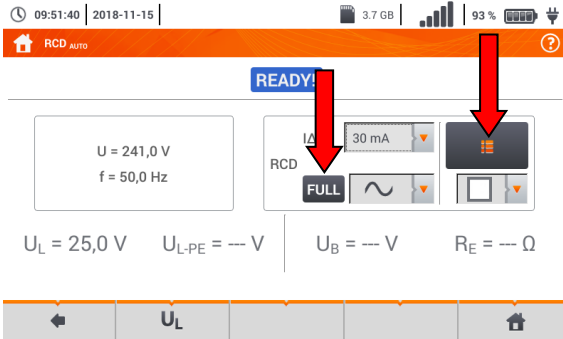 09:51:40 2018-11-15 3.7 GB 93 %
RCD AUTO ?
READY!
U = 241,0 V
f = 50,0 Hz
30 mA
RCD
FULL
UL = 25,0 V UL-PE = --- V UB = --- V RE = --- Ω
UL